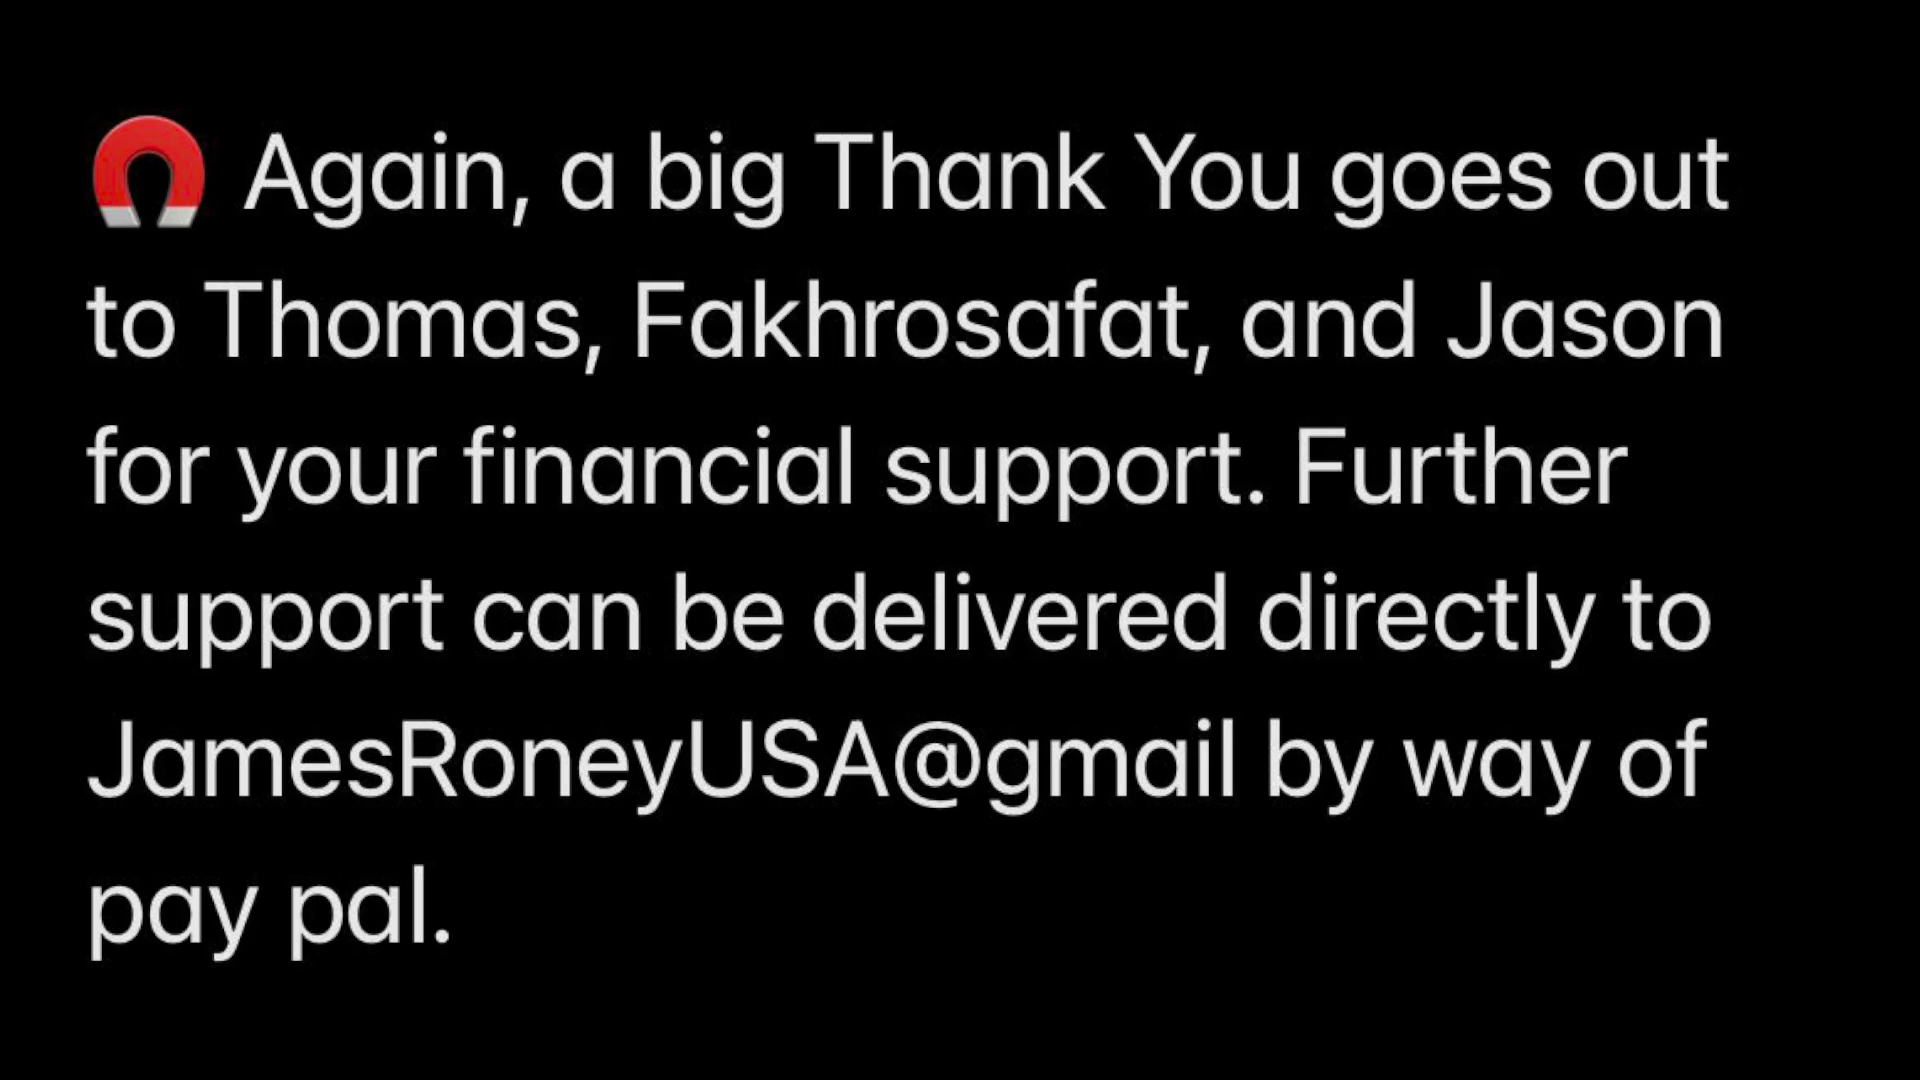 🧲 Again, a big Thank You goes out
to Thomas, Fakhrosafat, and Jason
for your financial support. Further
support can be delivered directly to
JamesRoneyUSA@gmail by way of
pay pal.